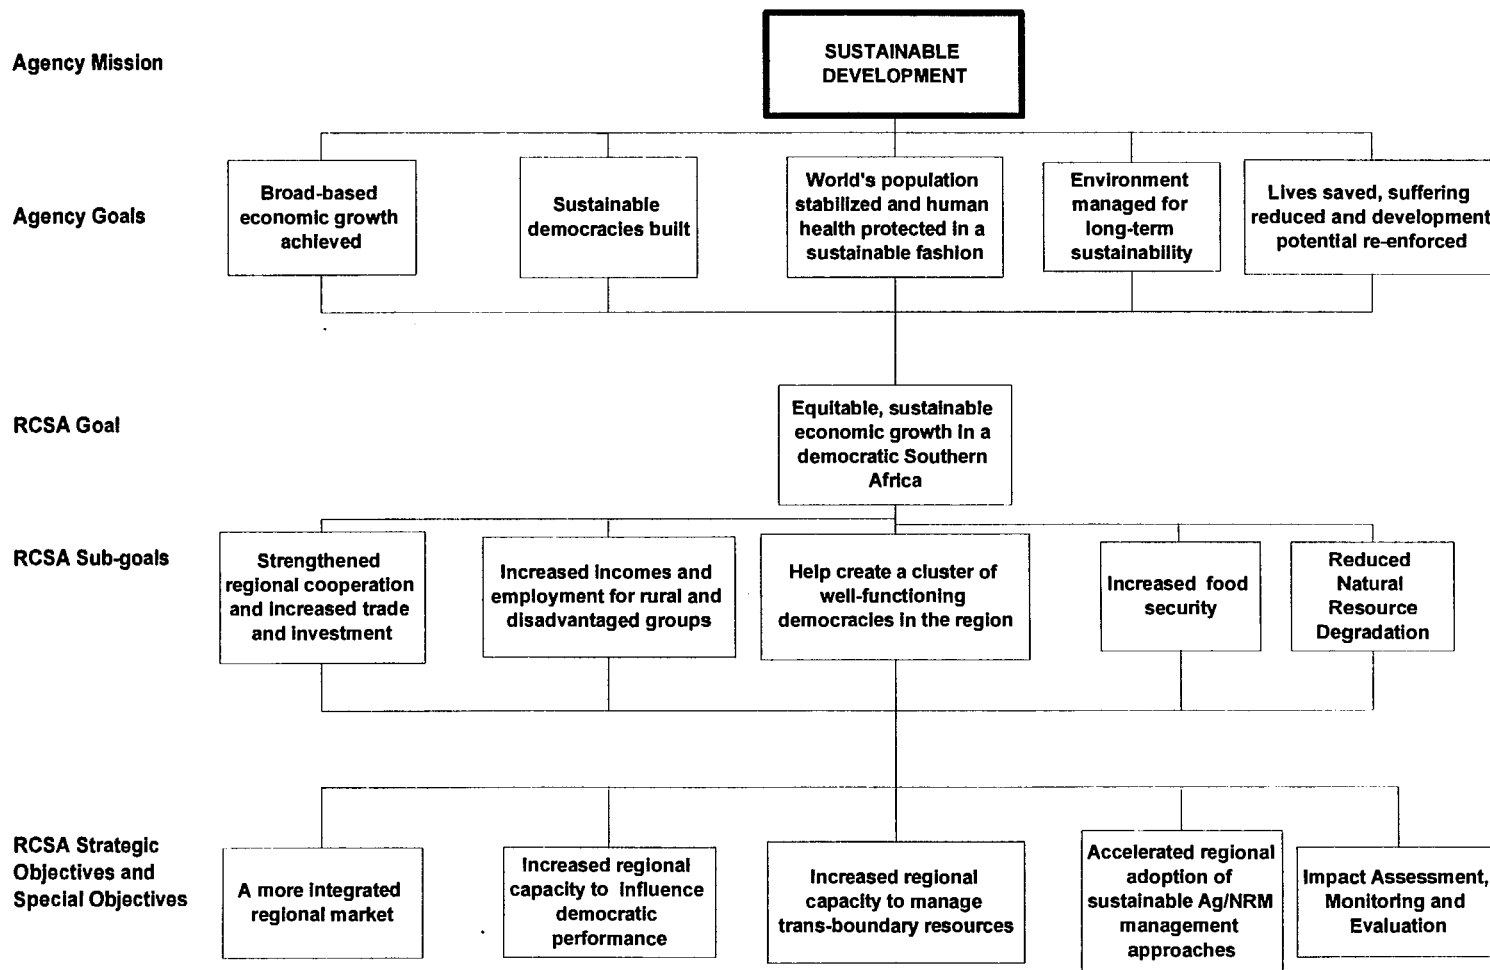 Agency Mission
SUSTAINABLE
DEVELOPMENT
Agency Goals
Broad-based
economic growth
achieved
Sustainable
democracies built
World's population
stabilized and human
health protected in a
sustainable fashion
Environment
managed for
long-term
sustainability
Lives saved, suffering
reduced and development
potential re-enforced
RCSA Goal
Equitable, sustainable
economic growth in a
democratic Southern
Africa
RCSA Sub-goals
Strengthened
regional cooperation
and increased trade
and investment
Increased incomes and
employment for rural and
disadvantaged groups
Help create a cluster of
well-functioning
democracies in the region
Increased food
security
Reduced
Natural
Resource
Degradation
RCSA Strategic
Objectives and
Special Objectives
A more integrated
regional market
Increased regional
capacity to influence
democratic
performance
Increased regional
capacity to manage
trans-boundary resources
Accelerated regional
adoption of
sustainable Ag/NRM
management
approaches
Impact Assessment,
Monitoring and
Evaluation